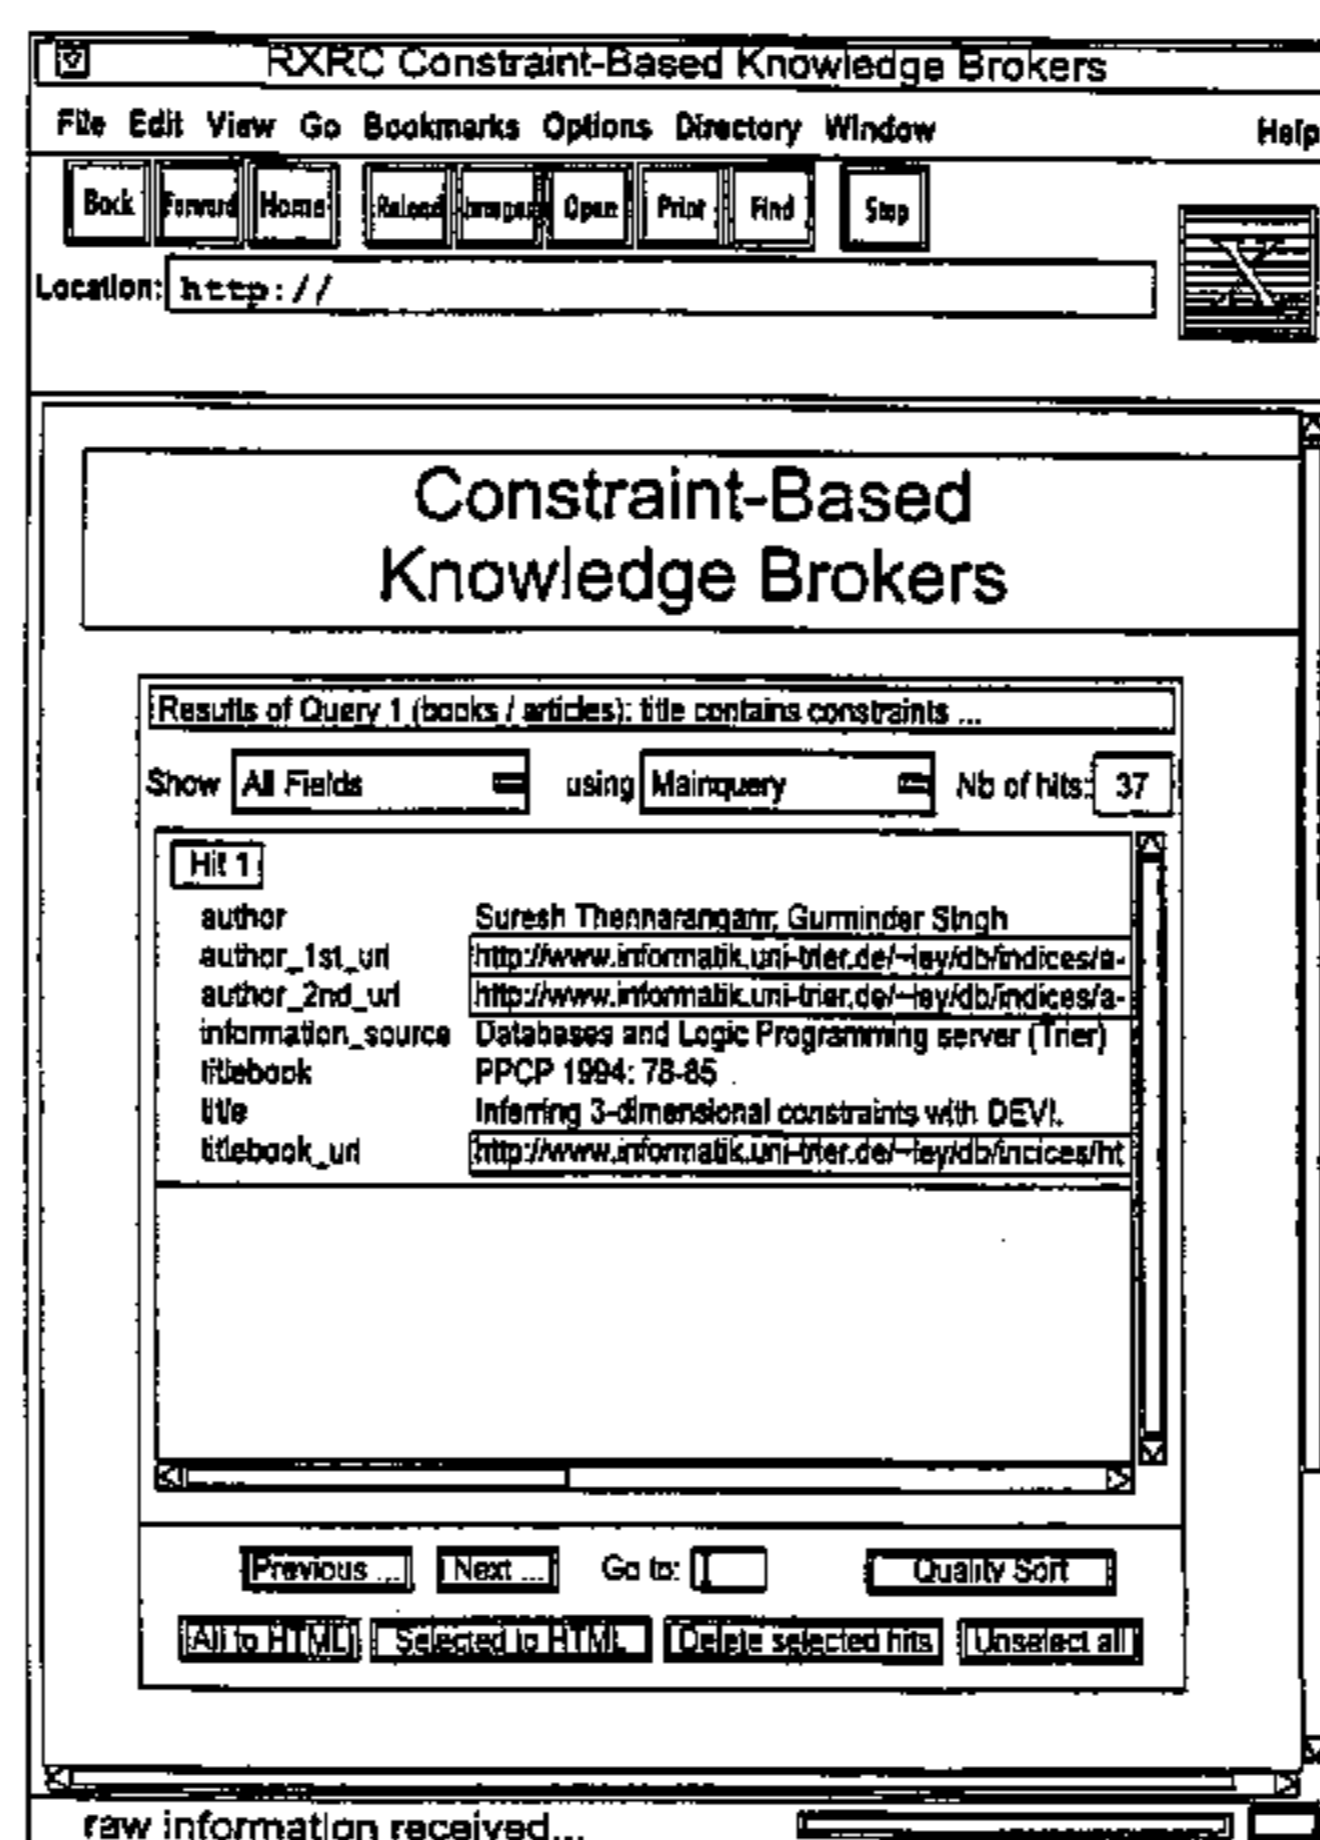 RXRC Constraint-Based Knowledge Brokers
File Edit View Go Bookmarks Options Directory Window Help
Back Forward Home Reload Open Print Find Stop
Location: http://
Constraint-Based
Knowledge Brokers
Results of Query 1 (books / articles): title contains constraints ...
Show All Fields using Mainquery Nb of hits: 37
Hit 1
author Suresh Thennarangam, Gurminder Singh
author_1st_url http://www.informatik.uni-trier.de/~ley/db/indices/a-
author_2nd_url http://www.informatik.uni-trier.de/~ley/db/indices/a-
information_source Databases and Logic Programming server (Trier)
titlebook PPCP 1994: 78-85
title Inferring 3-dimensional constraints with DEVI.
titlebook_url http://www.informatik.uni-trier.de/~ley/db/indices/ht
Previous ... Next ... Go to: Quality Sort
All to HTML Selected to HTML Delete selected hits Unselect all
raw information received...